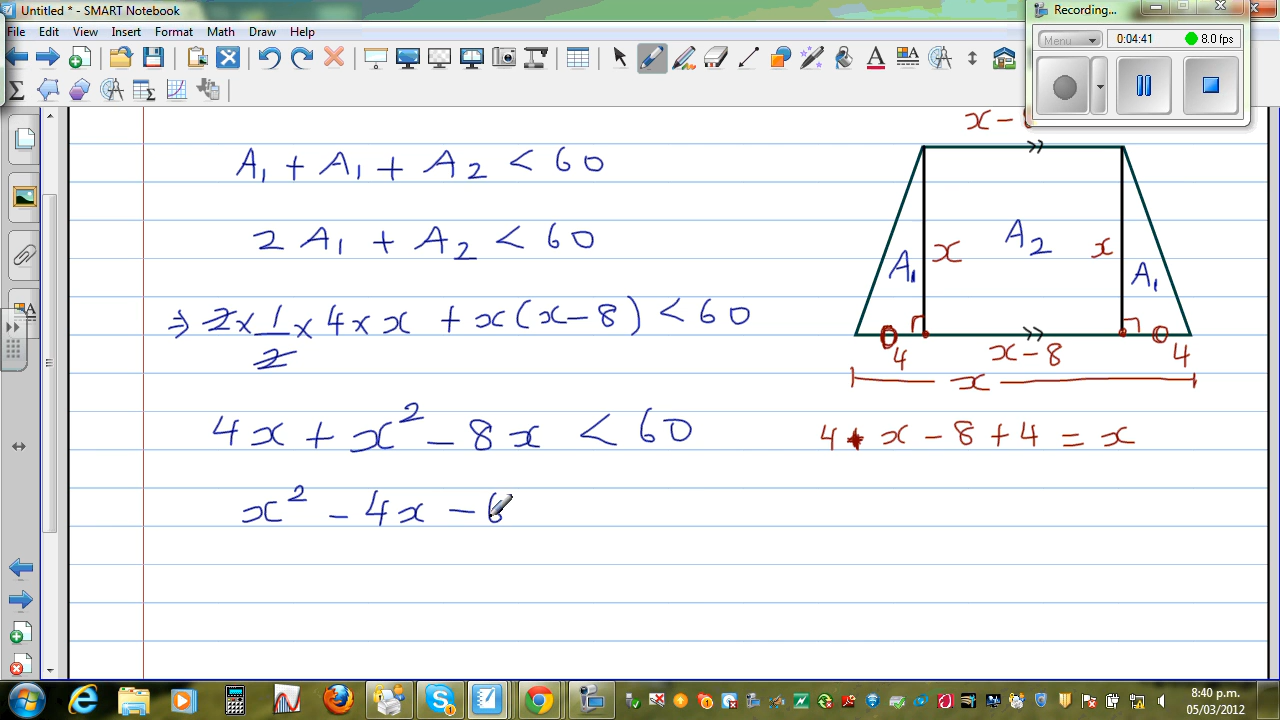 Untitled * - SMART Notebook
File Edit View Insert Format Math Draw Help
Recording...
Menu
0:04:41
8.0 fps
A₁ + A₁ + A₂ < 60
2 A₁ + A₂ < 60
⇒ 2 × 1/2 × 4 × x + x(x - 8) < 60
4x + x² - 8x < 60
x² - 4x - 6
x -
A₁
x
A₂
x
A₁
4
x - 8
4
x
4 + x - 8 + 4 = x
8:40 p.m.
05/03/2012